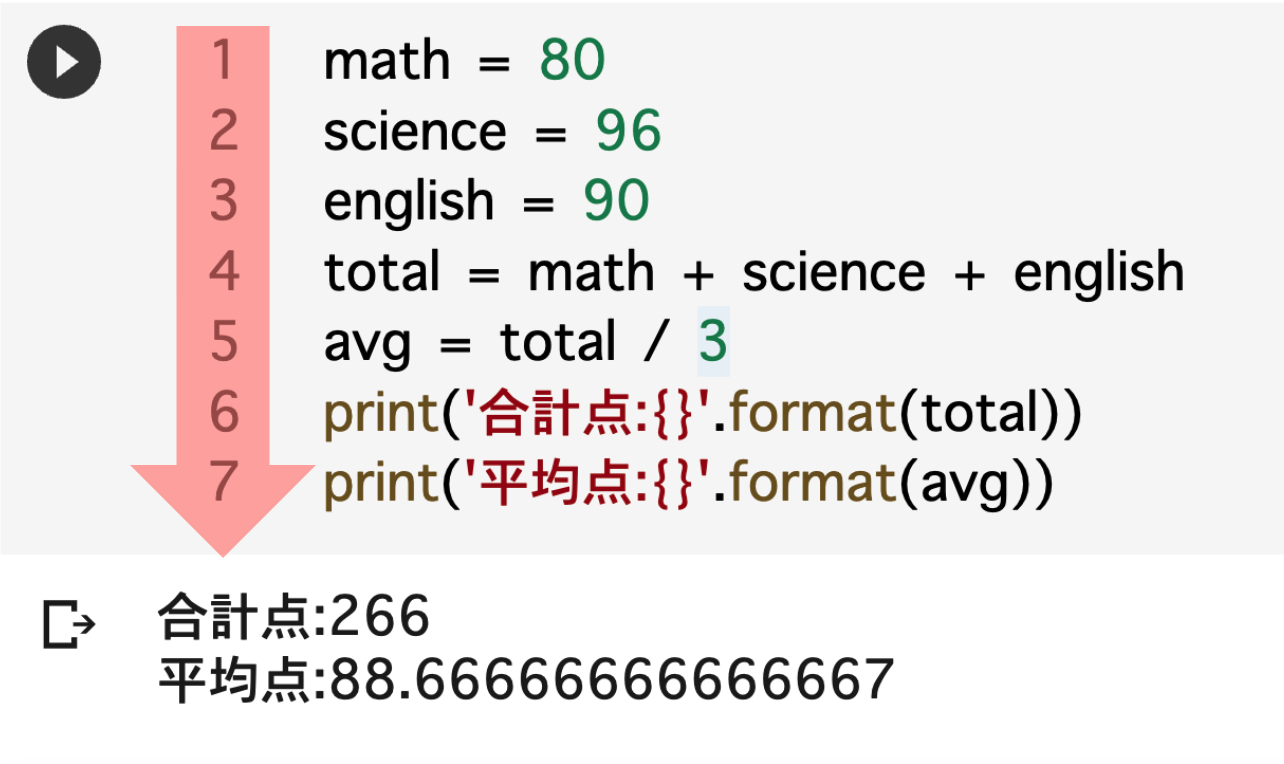 1 math = 80
2 science = 96
3 english = 90
4 total = math + science + english
5 avg = total / 3
6 print('合計点:{}'.format(total))
7 print('平均点:{}'.format(avg))
合計点:266
平均点:88.66666666666667